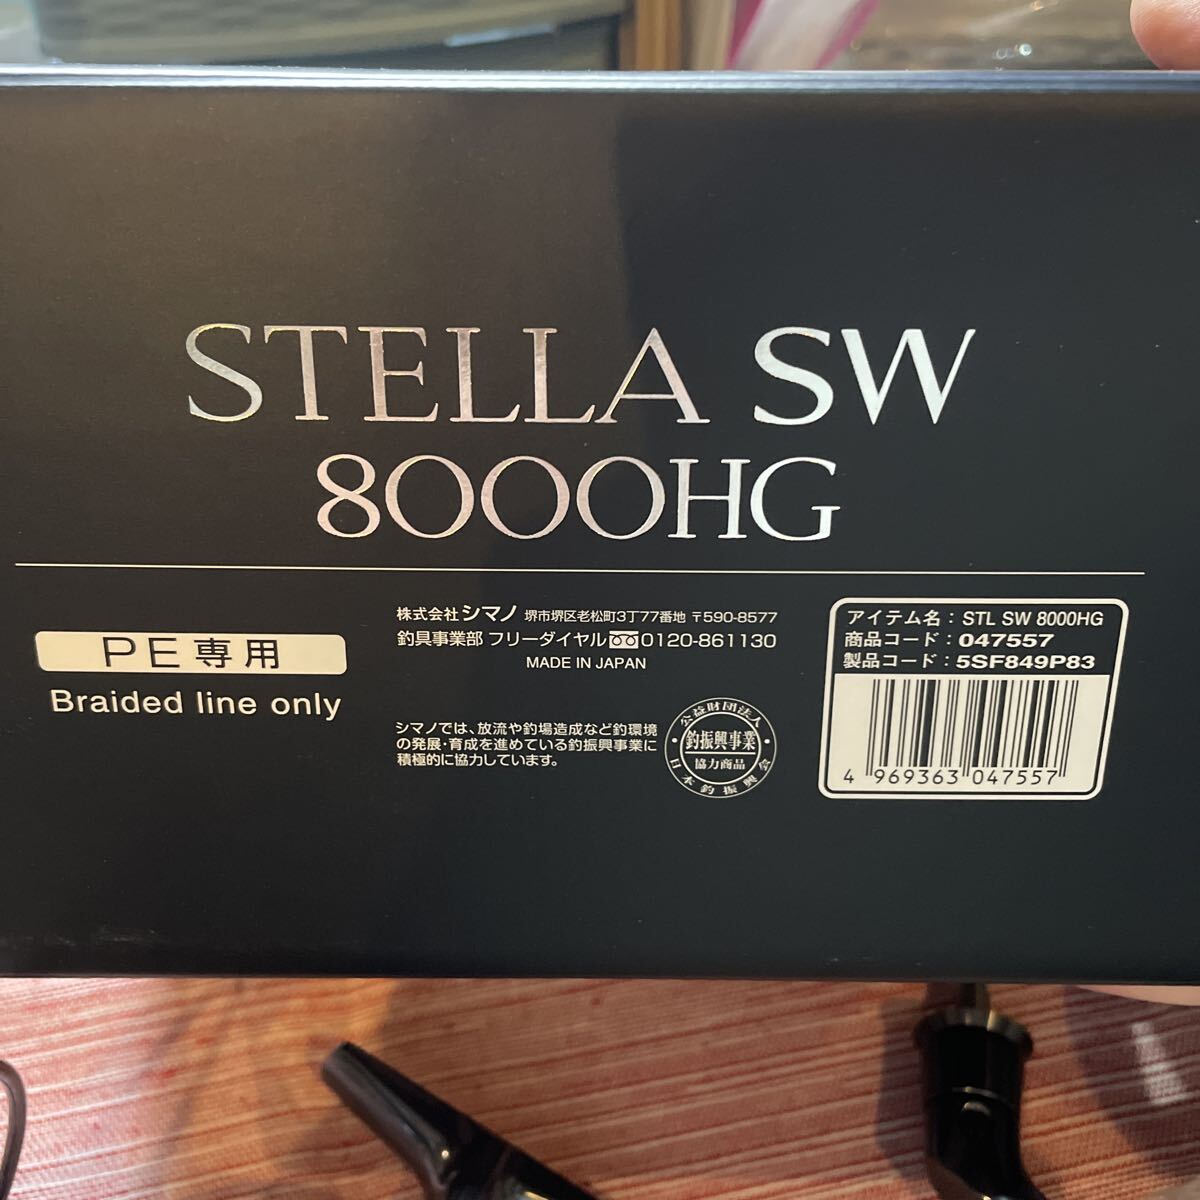 STELLA SW
8000HG
PE専用
Braided line only
株式会社シマノ 堺市堺区老松町3丁77番地 〒590-8577
釣具事業部 フリーダイヤル 0120-861130
MADE IN JAPAN
シマノでは、放流や釣場造成など釣環境
の発展・育成を進めている釣振興事業に
積極的に協力しています。
公益財団法人
釣振興事業
協力商品
日本釣振興会
アイテム名：STL SW 8000HG
商品コード：047557
製品コード：5SF849P83
4 969363 047557